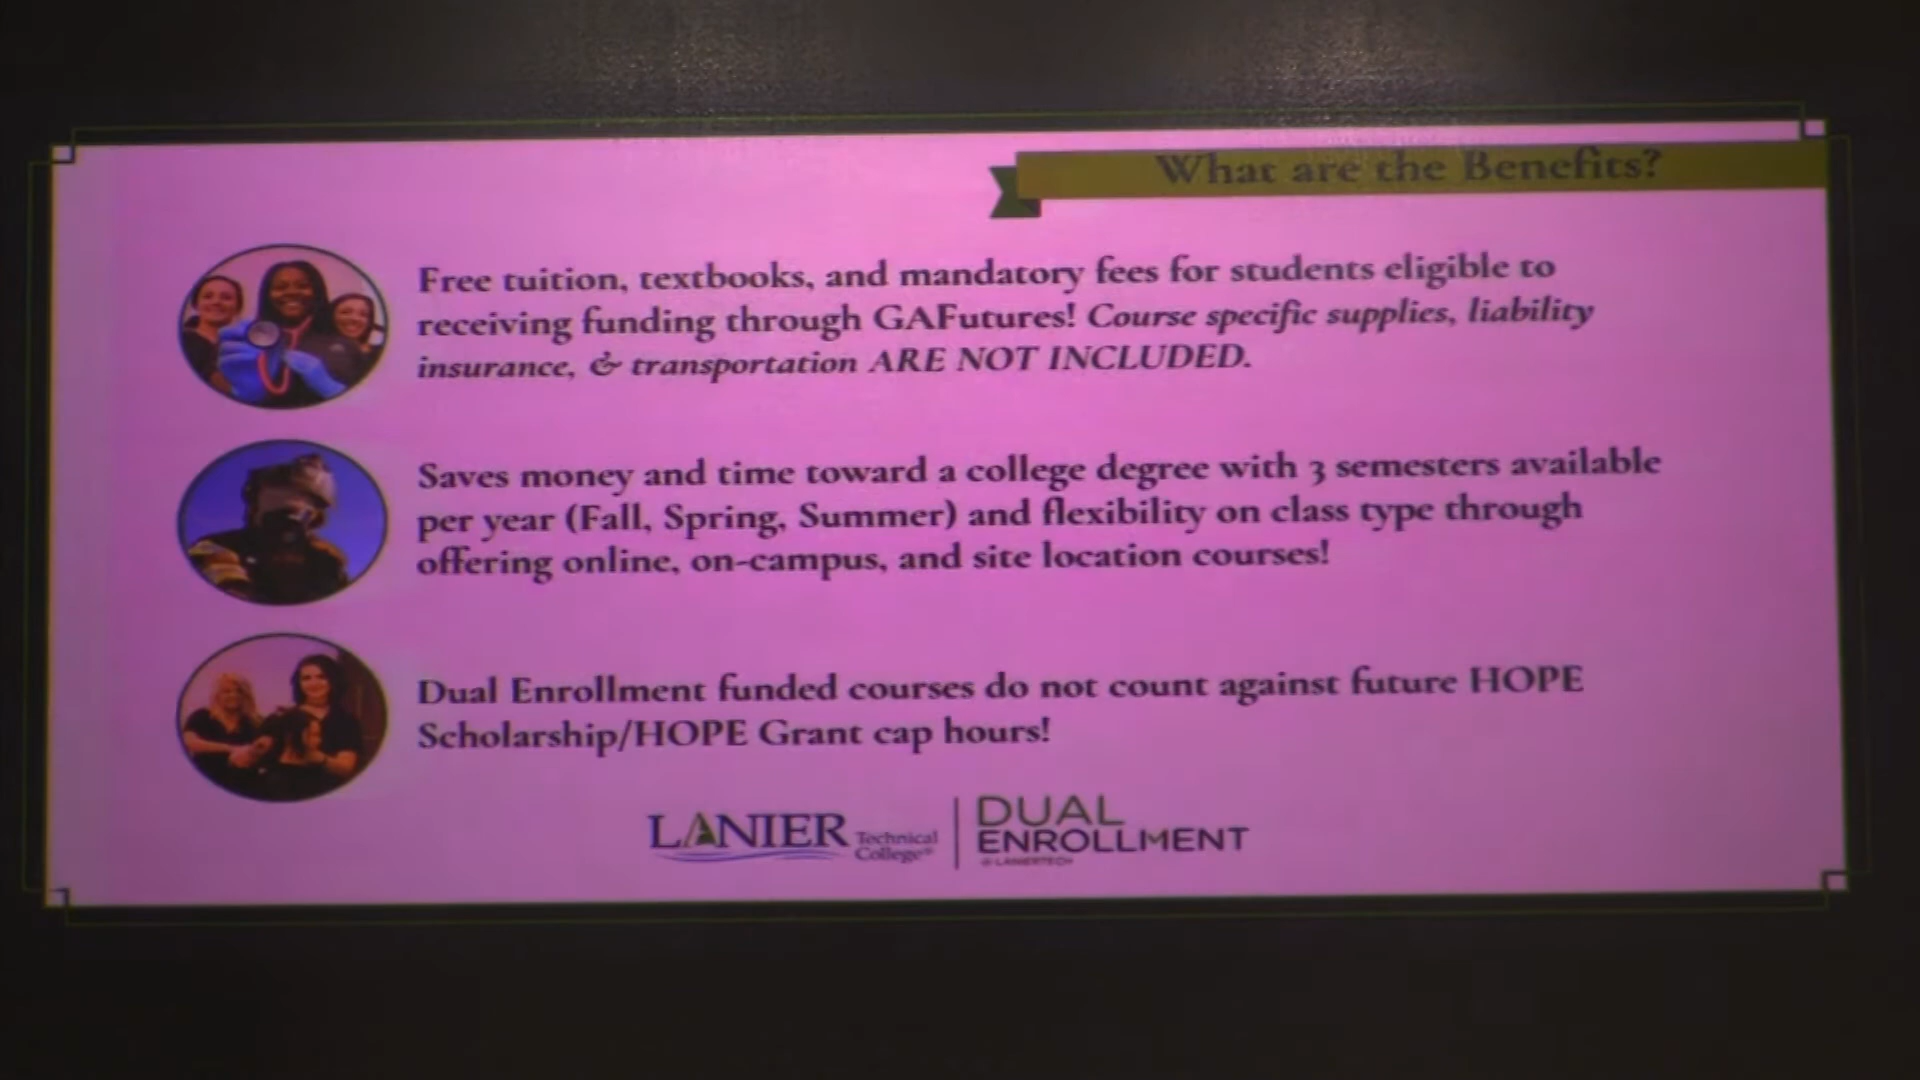 What are the Benefits?
Free tuition, textbooks, and mandatory fees for students eligible to
receiving funding through GAFutures! Course specific supplies, liability
insurance, & transportation ARE NOT INCLUDED.
Saves money and time toward a college degree with 3 semesters available
per year (Fall, Spring, Summer) and flexibility on class type through
offering online, on-campus, and site location courses!
Dual Enrollment funded courses do not count against future HOPE
Scholarship/HOPE Grant cap hours!
LANIER Technical College®
DUAL
ENROLLMENT
@ LANIERTECH